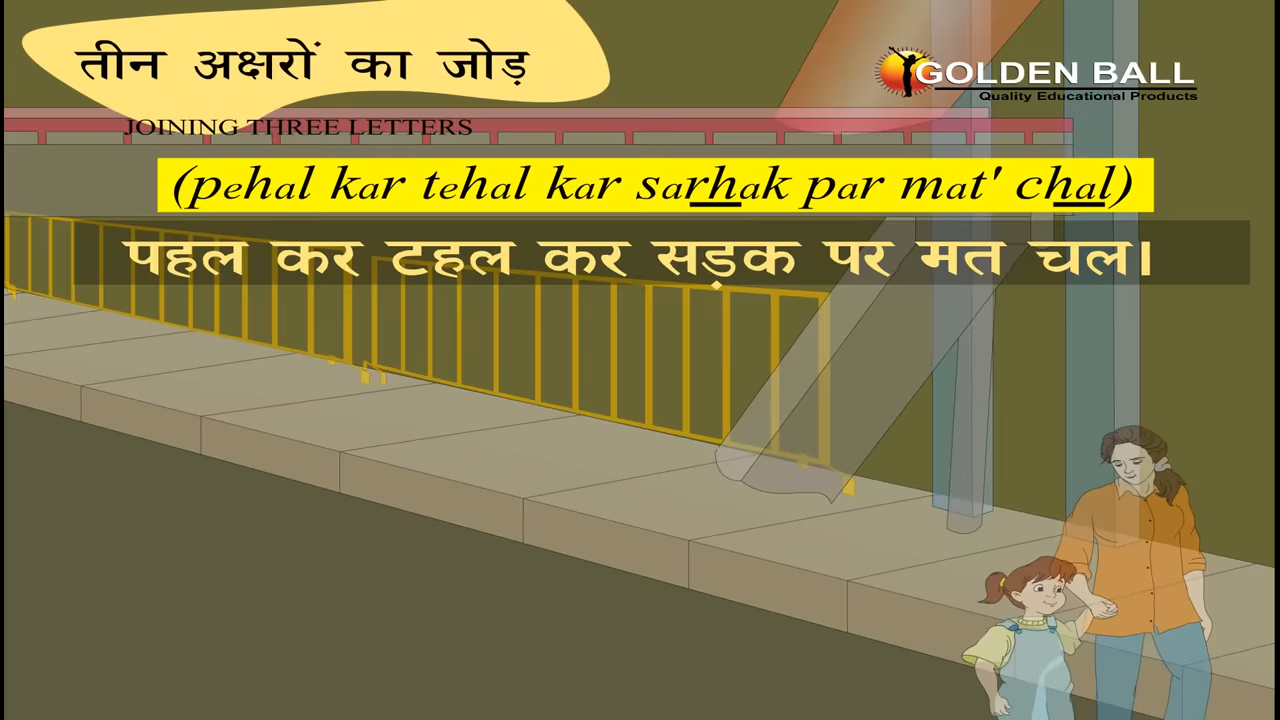 तीन अक्षरों का जोड़
GOLDEN BALL
Quality Educational Products
JOINING THREE LETTERS
(pehal kar tehal kar sarhak par mat' chal)
पहल कर टहल कर सड़क पर मत चल।